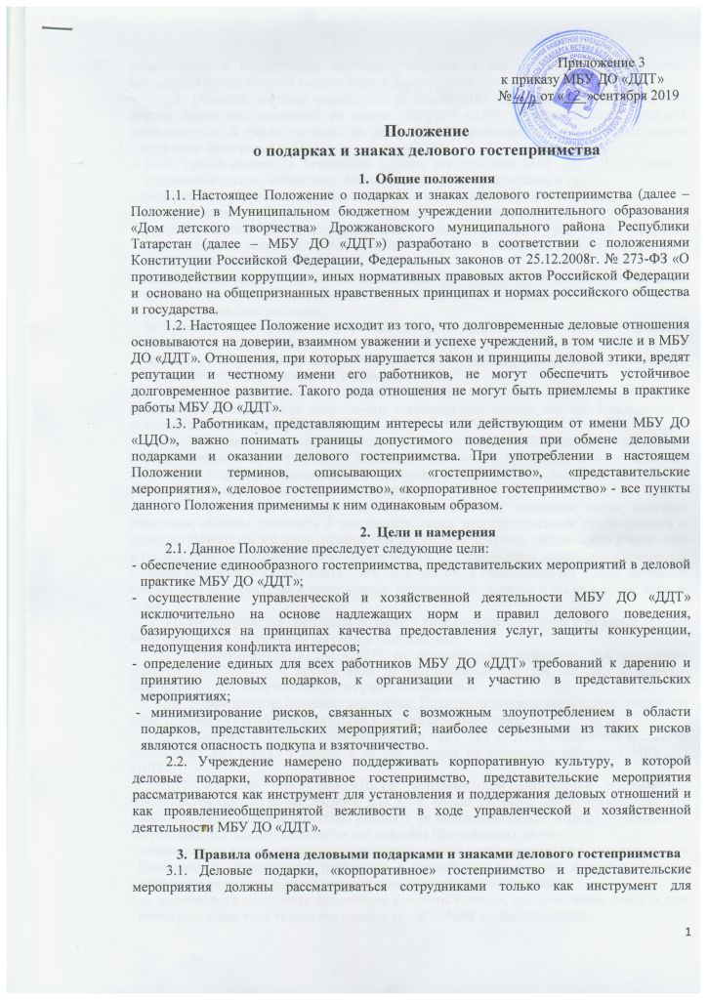 Приложение 3
к приказу МБУ ДО «ДДТ»
№ от « » сентября 2019
Положение
о подарках и знаках делового гостеприимства
1. Общие положения
1.1. Настоящее Положение о подарках и знаках делового гостеприимства (далее –
Положение) в Муниципальном бюджетном учреждении дополнительного образования
«Дом детского творчества» Дрожжановского муниципального района Республики
Татарстан (далее – МБУ ДО «ДДТ») разработано в соответствии с положениями
Конституции Российской Федерации, Федеральных законов от 25.12.2008г. № 273-ФЗ «О
противодействии коррупции», иных нормативных правовых актов Российской Федерации
и основано на общепризнанных нравственных принципах и нормах российского общества
и государства.
1.2. Настоящее Положение исходит из того, что долговременные деловые отношения
основываются на доверии, взаимном уважении и успехе учреждений, в том числе и в МБУ
ДО «ДДТ». Отношения, при которых нарушается закон и принципы деловой этики, вредят
репутации и честному имени его работников, не могут обеспечить устойчивое
долговременное развитие. Такого рода отношения не могут быть приемлемы в практике
работы МБУ ДО «ДДТ».
1.3. Работникам, представляющим интересы или действующим от имени МБУ ДО
«ЦДО», важно понимать границы допустимого поведения при обмене деловыми
подарками и оказании делового гостеприимства. При употреблении в настоящем
Положении терминов, описывающих «гостеприимство», «представительские
мероприятия», «деловое гостеприимство», «корпоративное гостеприимство» - все пункты
данного Положения применимы к ним одинаковым образом.
2. Цели и намерения
2.1. Данное Положение преследует следующие цели:
- обеспечение единообразного гостеприимства, представительских мероприятий в деловой
практике МБУ ДО «ДДТ»;
- осуществление управленческой и хозяйственной деятельности МБУ ДО «ДДТ»
исключительно на основе надлежащих норм и правил делового поведения,
базирующихся на принципах качества предоставления услуг, защиты конкуренции,
недопущения конфликта интересов;
- определение единых для всех работников МБУ ДО «ДДТ» требований к дарению и
принятию деловых подарков, к организации и участию в представительских
мероприятиях;
- минимизирование рисков, связанных с возможным злоупотреблением в области
подарков, представительских мероприятий; наиболее серьезными из таких рисков
являются опасность подкупа и взяточничество.
2.2. Учреждение намерено поддерживать корпоративную культуру, в которой
деловые подарки, корпоративное гостеприимство, представительские мероприятия
рассматриваются как инструмент для установления и поддержания деловых отношений и
как проявлениеобщепринятой вежливости в ходе управленческой и хозяйственной
деятельности МБУ ДО «ДДТ».
3. Правила обмена деловыми подарками и знаками делового гостеприимства
3.1. Деловые подарки, «корпоративное» гостеприимство и представительские
мероприятия должны рассматриваться сотрудниками только как инструмент для
1